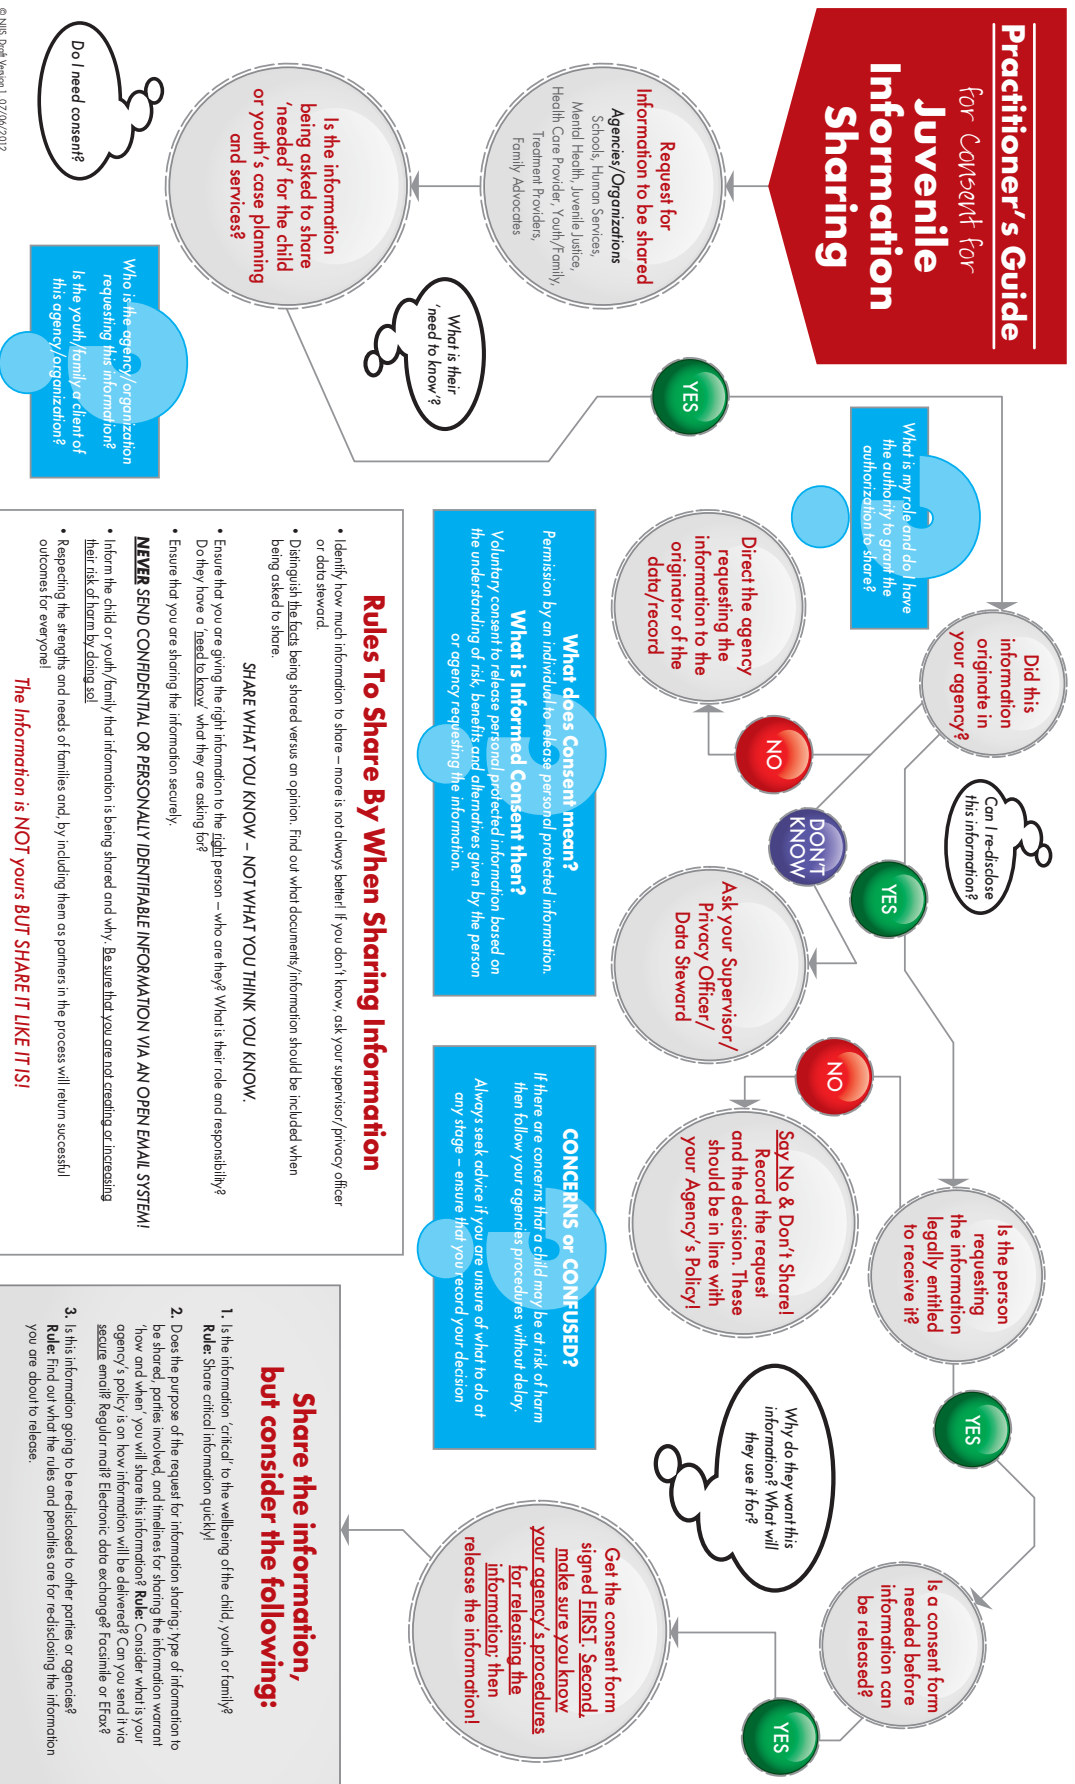 Practitioner's Guide
for Consent for
Juvenile
Information
Sharing
Request for
Information to be shared
Agencies/Organizations
Schools, Human Services,
Mental Health, Juvenile Justice,
Health Care Provider, Youth/Family,
Treatment Providers,
Family Advocates
Is the information
being asked to share
'needed' for the child
or youth's case planning
and services?
Do I need consent?
What is their
'need to know'?
Who is the agency/organization
requesting this information?
Is the youth/family a client of
this agency/organization?
YES
What is my role and do I have
the authority to grant the
authorization to share?
Did this
information
originate in
your agency?
NO
Direct the agency
requesting the
information to the
originator of the
data/record
DON'T
KNOW
Ask your Supervisor/
Privacy Officer/
Data Steward
YES
Can I re-disclose
this information?
Is the person
requesting
the information
legally entitled
to receive it?
NO
Say No & Don't Share!
Record the request
and the decision. These
should be in line with
your Agency's Policy!
YES
Why do they want this
information? What will
they use it for?
Is a consent form
needed before
information can
be released?
YES
Get the consent form
signed FIRST. Second,
make sure you know
your agency's procedures
for releasing the
information; then
release the information!
What does Consent mean?
Permission by an individual to release personal protected information.
What is Informed Consent then?
Voluntary consent to release personal protected information based on
the understanding of risk, benefits and alternatives given by the person
or agency requesting the information.
CONCERNS or CONFUSED?
If there are concerns that a child may be at risk of harm
then follow your agencies procedures without delay.
Always seek advice if you are unsure of what to do at
any stage – ensure that you record your decision
Rules To Share By When Sharing Information
• Identify how much information to share – more is not always better! If you don't know, ask your supervisor/privacy officer
or data steward.
• Distinguish the facts being shared versus an opinion. Find out what documents/information should be included when
being asked to share.
SHARE WHAT YOU KNOW – NOT WHAT YOU THINK YOU KNOW.
• Ensure that you are giving the right information to the right person – who are they? What is their role and responsibility?
Do they have a 'need to know' what they are asking for?
• Ensure that you are sharing the information securely.
NEVER SEND CONFIDENTIAL OR PERSONALLY IDENTIFIABLE INFORMATION VIA AN OPEN EMAIL SYSTEM!
• Inform the child or youth/family that information is being shared and why. Be sure that you are not creating or increasing
their risk of harm by doing so!
• Respecting the strengths and needs of families and, by including them as partners in the process will return successful
outcomes for everyone!
The Information is NOT yours BUT SHARE IT LIKE IT IS!
Share the information,
but consider the following:
1. Is the information 'critical' to the wellbeing of the child, youth or family?
Rule: Share critical information quickly!
2. Does the purpose of the request for information sharing; type of information to
be shared, parties involved, and timelines for sharing the information warrant
'how and when' you will share this information? Rule: Consider what is your
agency's policy is on how information will be delivered? Can you send it via
secure email? Regular mail? Electronic data exchange? Facsimile or EFax?
3. Is this information going to be re-disclosed to other parties or agencies?
Rule: Find out what the rules and penalties are for re-disclosing the information
you are about to release.
Draft Version 1, 07/06/2012